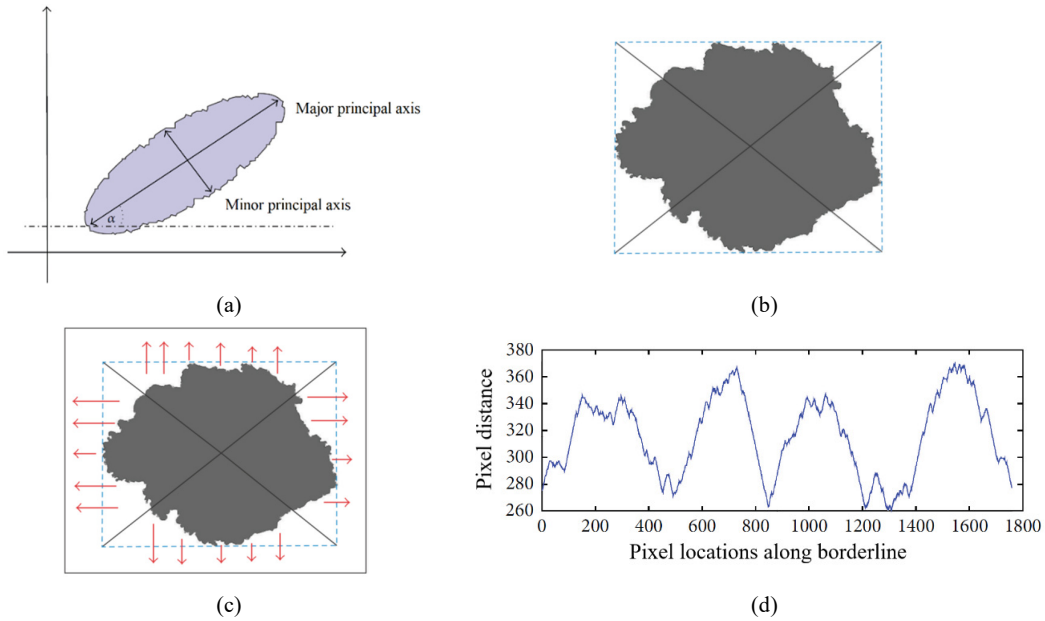 Major principal axis
Minor principal axis
α
(a)
(b)
(c)
380
360
340
320
300
280
260
0 200 400 600 800 1000 1200 1400 1600 1800
Pixel distance
Pixel locations along borderline
(d)